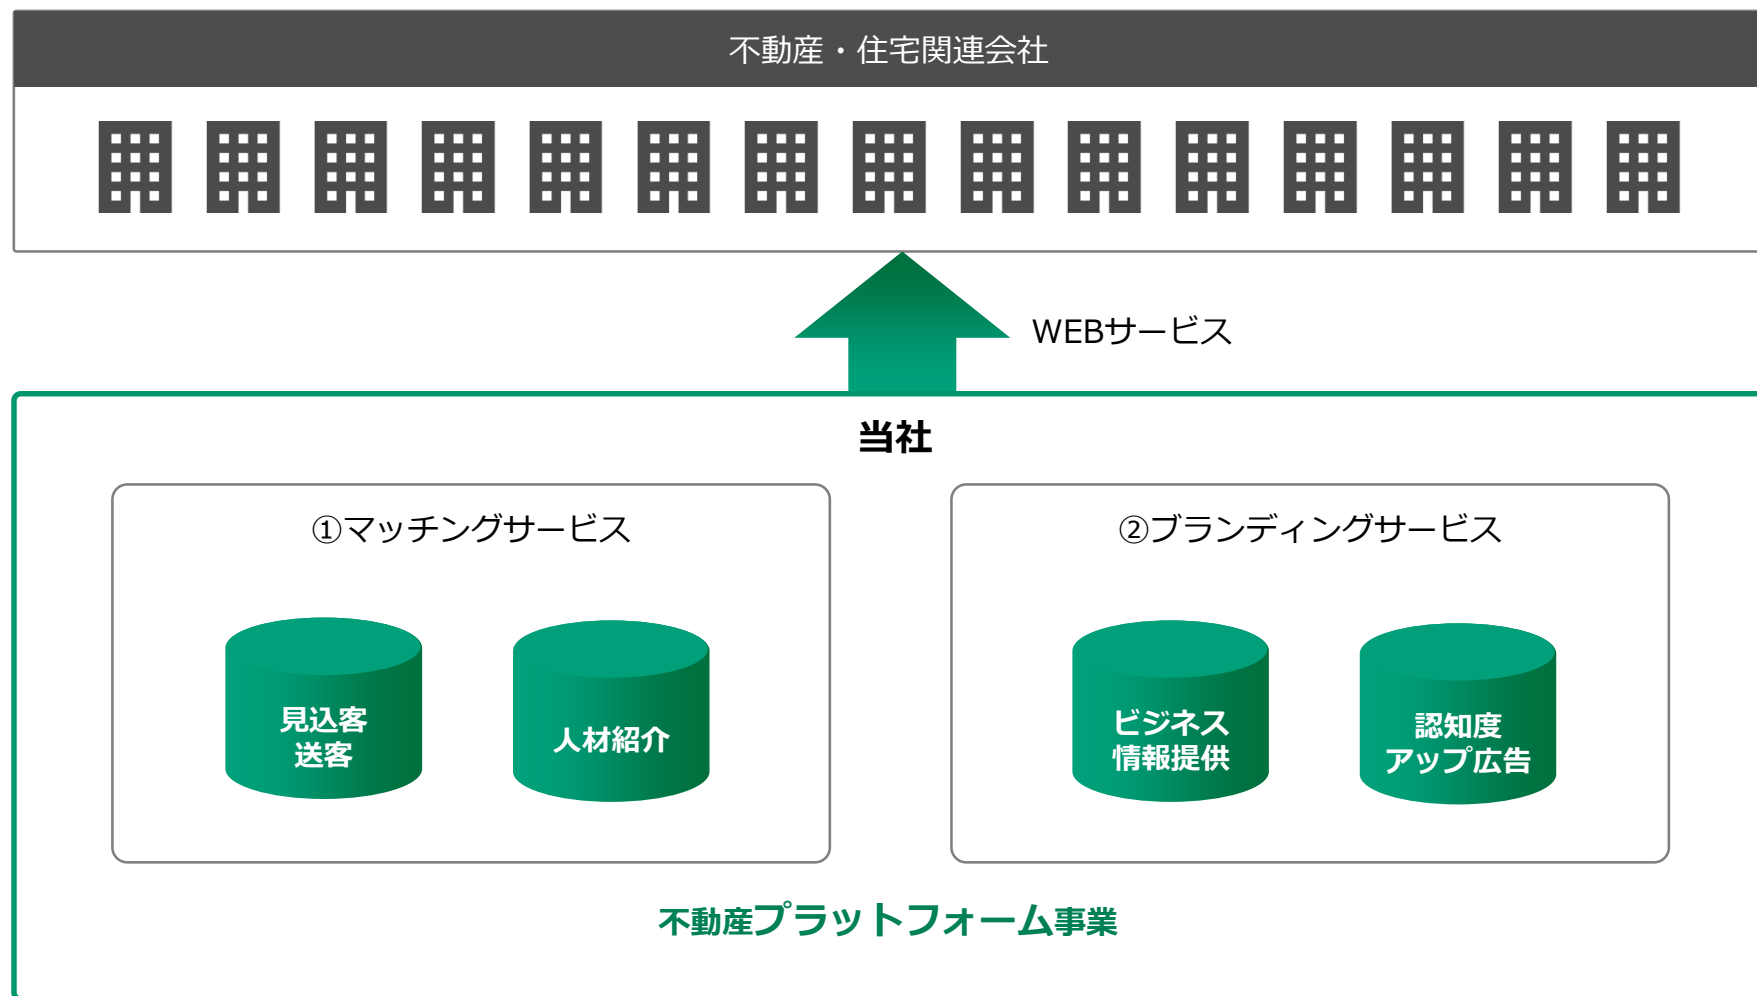 不動産・住宅関連会社
WEBサービス
当社
①マッチングサービス
②ブランディングサービス
見込客
送客
人材紹介
ビジネス
情報提供
認知度
アップ広告
不動産プラットフォーム事業